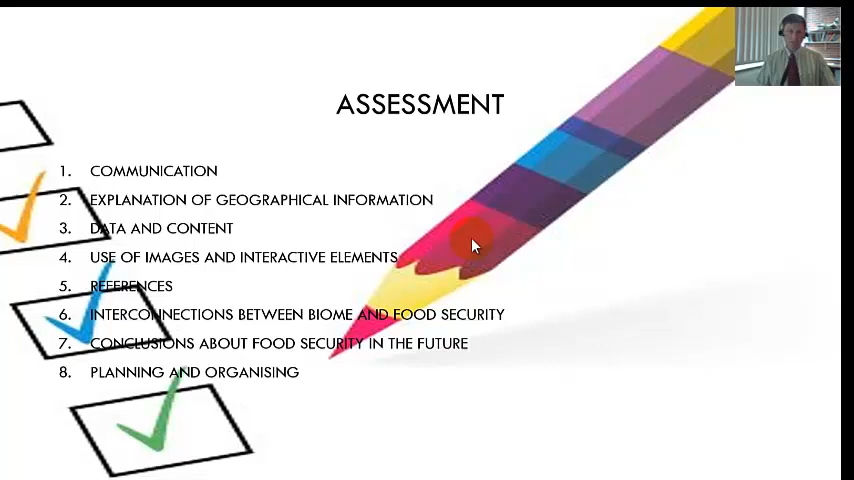 ASSESSMENT
1. COMMUNICATION
2. EXPLANATION OF GEOGRAPHICAL INFORMATION
3. DATA AND CONTENT
4. USE OF IMAGES AND INTERACTIVE ELEMENTS
5. REFERENCES
6. INTERCONNECTIONS BETWEEN BIOME AND FOOD SECURITY
7. CONCLUSIONS ABOUT FOOD SECURITY IN THE FUTURE
8. PLANNING AND ORGANISING